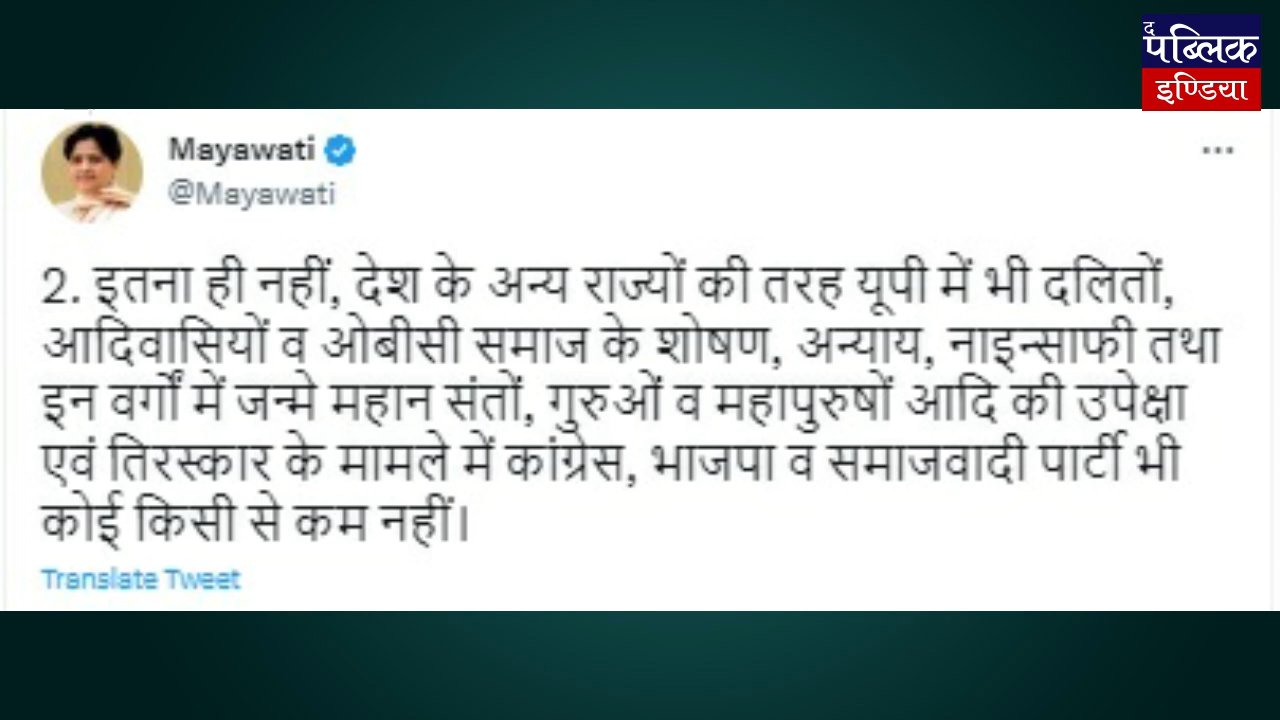 द
पब्लिक
इण्डिया
Mayawati
@Mayawati
2. इतना ही नहीं, देश के अन्य राज्यों की तरह यूपी में भी दलितों,
आदिवासियों व ओबीसी समाज के शोषण, अन्याय, नाइन्साफी तथा
इन वर्गों में जन्मे महान संतों, गुरुओं व महापुरुषों आदि की उपेक्षा
एवं तिरस्कार के मामले में कांग्रेस, भाजपा व समाजवादी पार्टी भी
कोई किसी से कम नहीं।
Translate Tweet